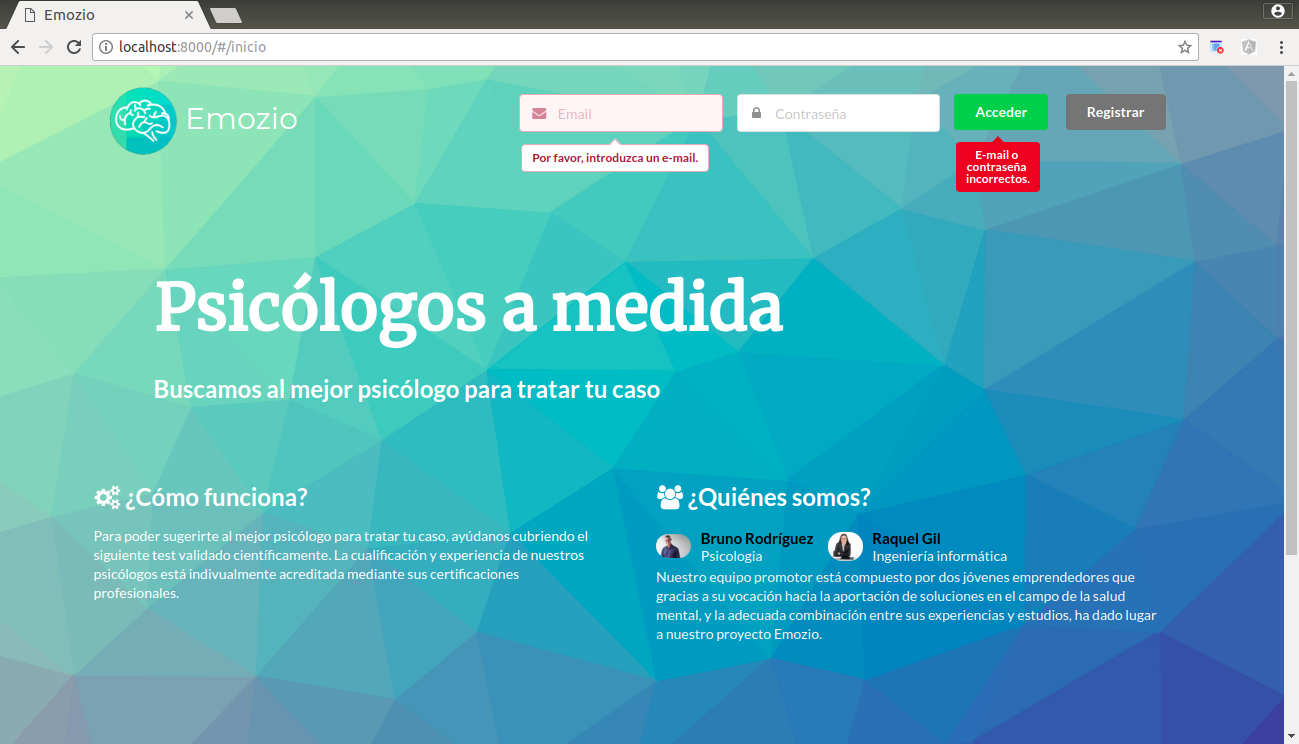 Emozio
localhost:8000/#/inicio
Emozio
Email
Contraseña
Acceder
Registrar
Por favor, introduzca un e-mail.
E-mail o
contraseña
incorrectos.
Psicólogos a medida
Buscamos al mejor psicólogo para tratar tu caso
¿Cómo funciona?
Para poder sugerirte al mejor psicólogo para tratar tu caso, ayúdanos cubriendo el
siguiente test validado científicamente. La cualificación y experiencia de nuestros
psicólogos está indivualmente acreditada mediante sus certificaciones
profesionales.
¿Quiénes somos?
Bruno Rodríguez
Psicologia
Raquel Gil
Ingeniería informática
Nuestro equipo promotor está compuesto por dos jóvenes emprendedores que
gracias a su vocación hacia la aportación de soluciones en el campo de la salud
mental, y la adecuada combinación entre sus experiencias y estudios, ha dado lugar
a nuestro proyecto Emozio.